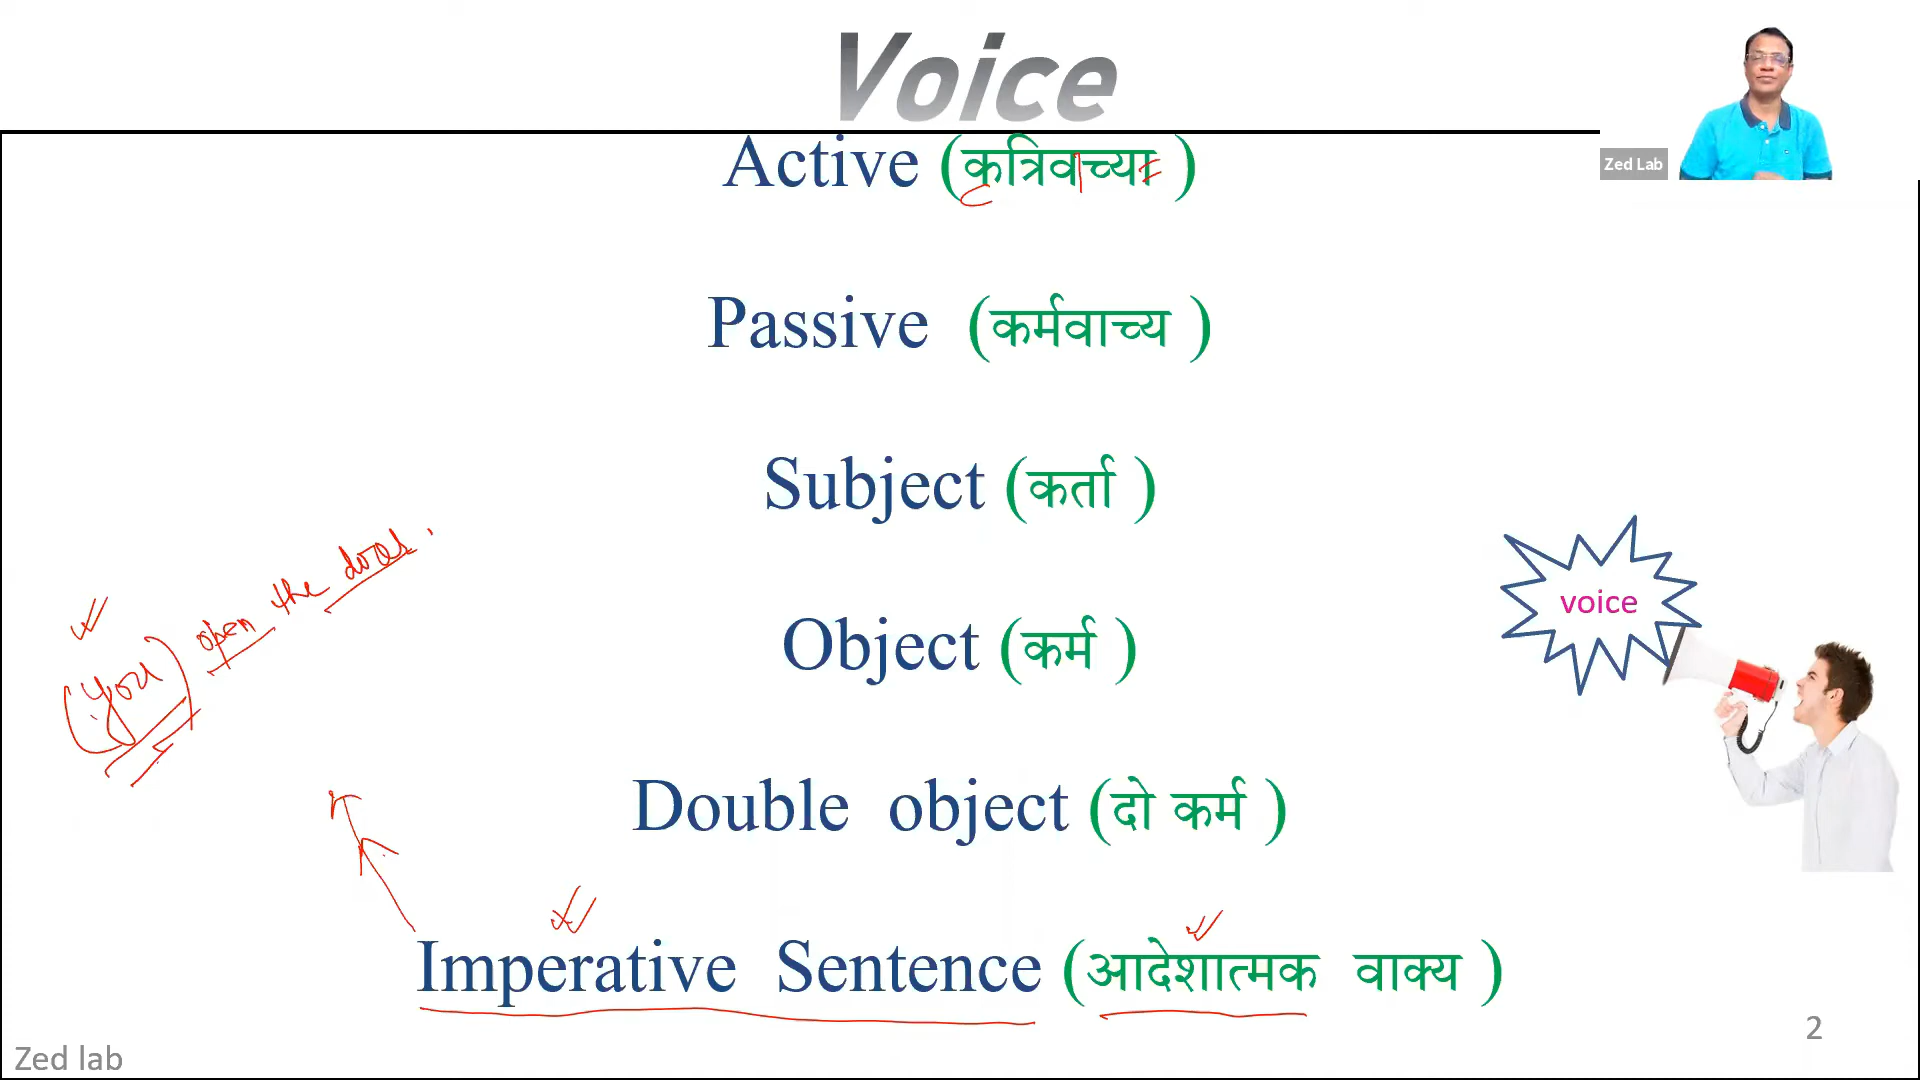 Voice
Zed Lab
Active (कृत्रिवाच्या )
Passive (कर्मवाच्य )
Subject (कर्ता )
Object (कर्म )
Double object (दो कर्म )
Imperative Sentence (आदेशात्मक वाक्य )
(you) open the door.
voice
2
Zed lab